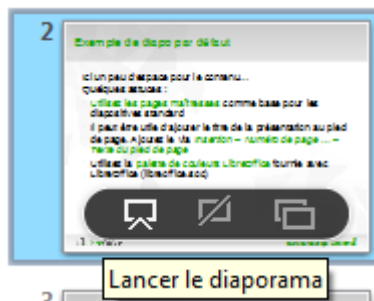 2
Exemple de dispo par défaut
Ici un peu d'espace pour le contenu...
Quelques astuces :
Utilisez les pages maîtresses comme base pour les
diapositives standard
Il peut être utile d'ajouter le titre de la présentation au pied
de page. Ajoutez le via Insertion – Numéro de page ... –
Texte du pied de page
Utilisez la palette de couleurs LibreOffice fournie avec
LibreOffice (libreoffice.soc)
Lancer le diaporama
3